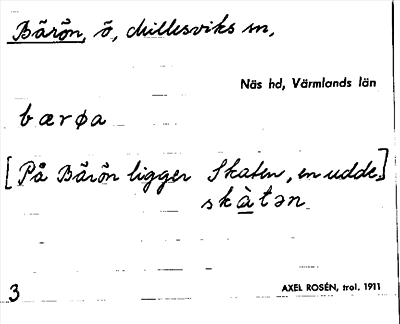 Bärön, ö, Millesviks sn,
Näs hd, Värmlands län
bærøa
[På Bärön ligger Skaten, en udde.]
skàtən
3
AXEL ROSÉN, trol. 1911